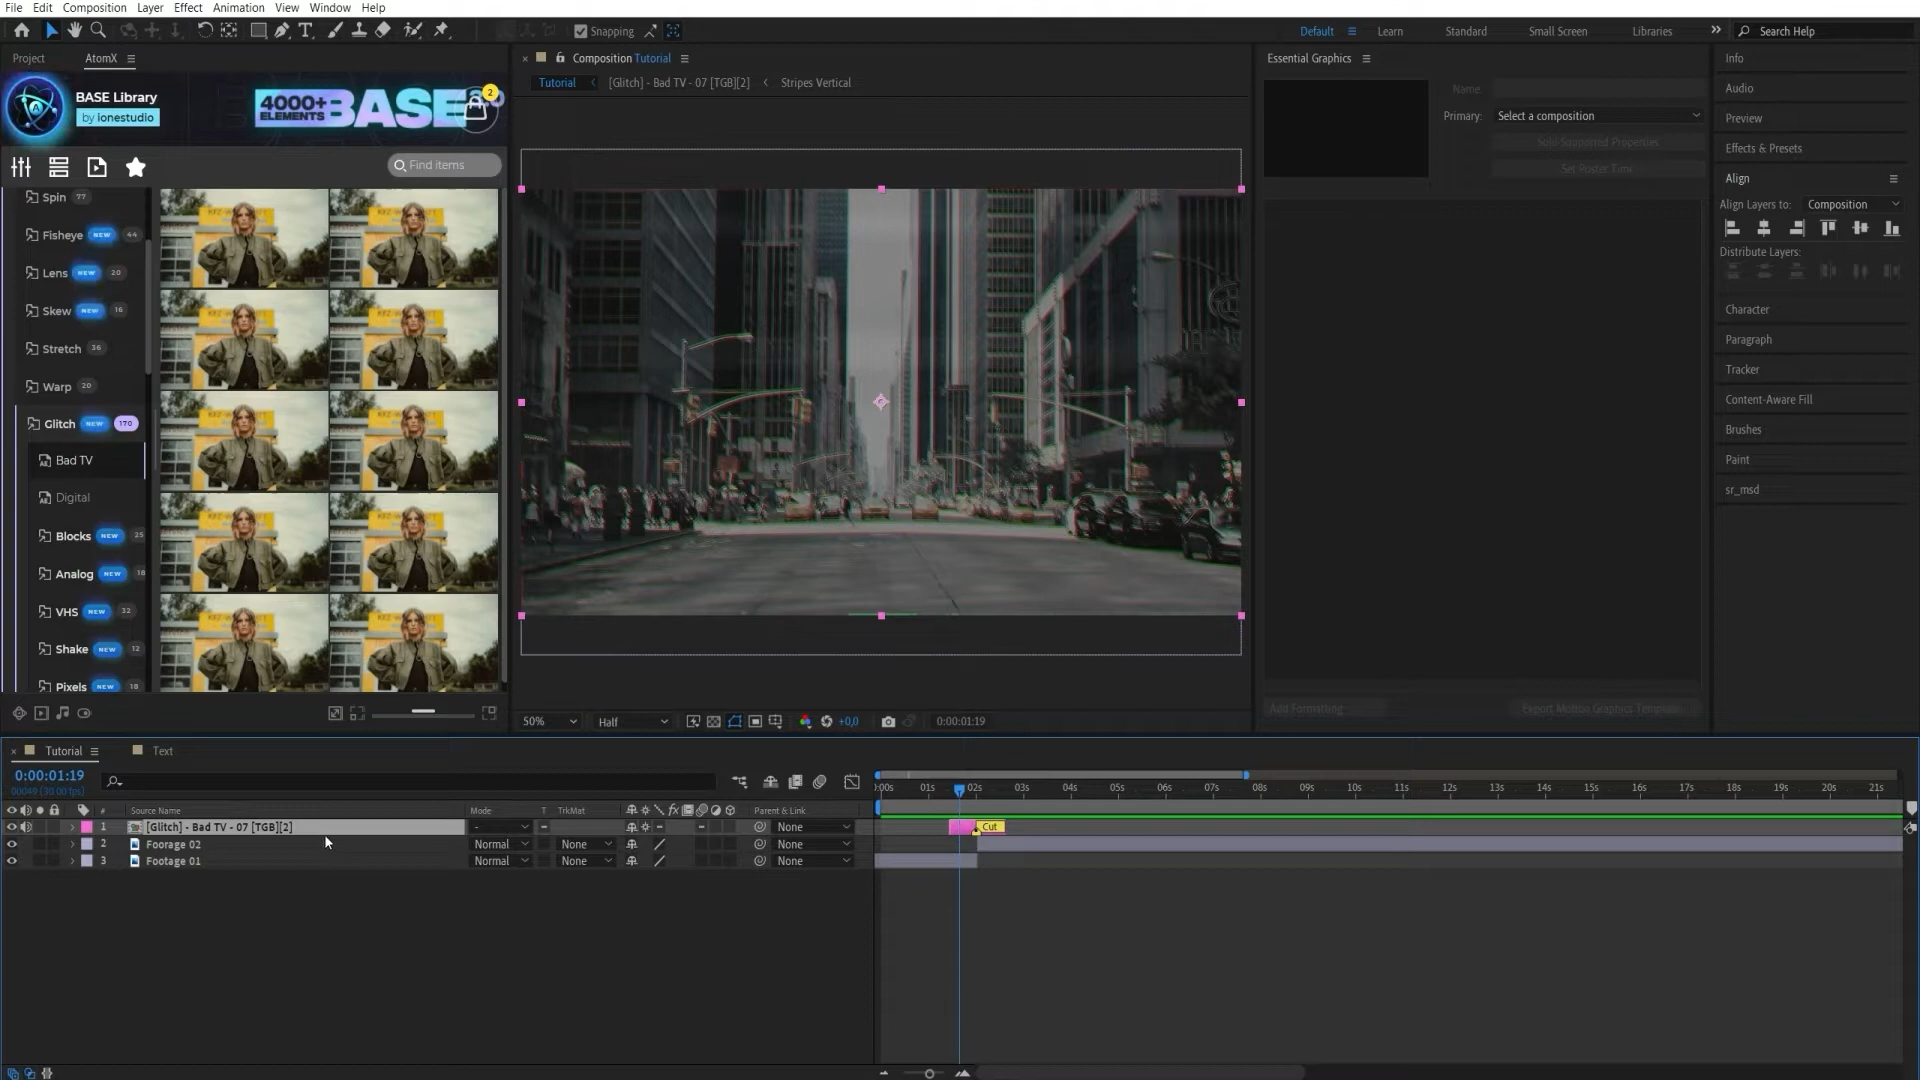 File Edit Composition Layer Effect Animation View Window Help
Snapping
Default Learn Standard Small Screen Libraries Search Help
Project AtomX
BASE Library
by ionestudio
4000+
ELEMENTS
BASE
2
Find items
Spin 77
Fisheye NEW 44
Lens NEW 20
Skew NEW 16
Stretch 36
Warp 20
Glitch NEW 170
Bad TV
Digital
Blocks NEW 25
Analog NEW 18
VHS NEW 32
Shake NEW 12
Pixels NEW 18
Composition Tutorial
Tutorial [Glitch] - Bad TV - 07 [TGB][2] Stripes Vertical
50% Half +0,0 0:00:01:19
Essential Graphics
Name:
Primary: Select a composition
Solo Supported Properties
Set Poster Time
Add Formatting Export Motion Graphics Template...
Info
Audio
Preview
Effects & Presets
Align
Align Layers to: Composition
Distribute Layers:
Character
Paragraph
Tracker
Content-Aware Fill
Brushes
Paint
sr_msd
Tutorial Text
0:00:01:19
00049 (30.00 fps)
# Source Name Mode T TrkMat fx Parent & Link
1 [Glitch] - Bad TV - 07 [TGB][2] - None
2 Foorage 02 Normal None None
3 Footage 01 Normal None None
:00s 01s 02s 03s 04s 05s 06s 07s 08s 09s 10s 11s 12s 13s 14s 15s 16s 17s 18s 19s 20s 21s
Cut